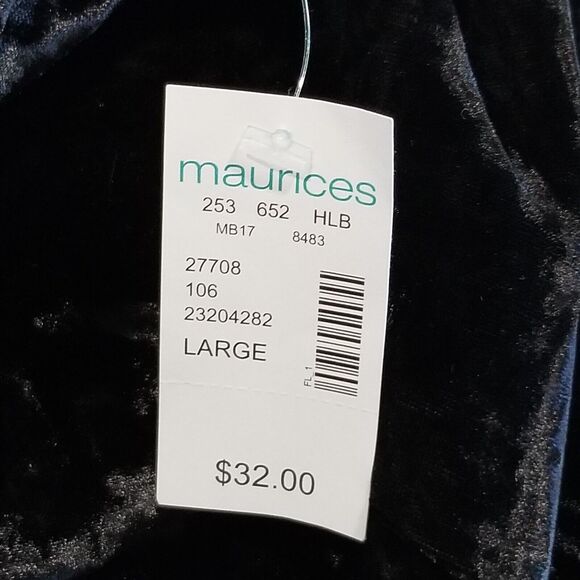 maurices
253 652 HLB
MB17 8483
27708
106
23204282
LARGE
FL 1
$32.00